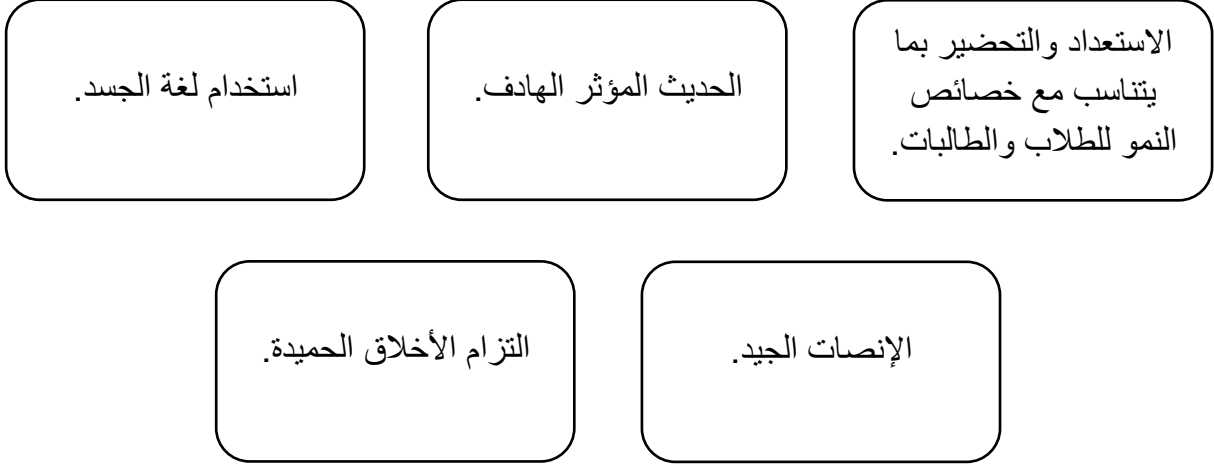 الاستعداد والتحضير بما
يتناسب مع خصائص
النمو للطلاب والطالبات.
الحديث المؤثر الهادف.
استخدام لغة الجسد.
الإنصات الجيد.
التزام الأخلاق الحميدة.